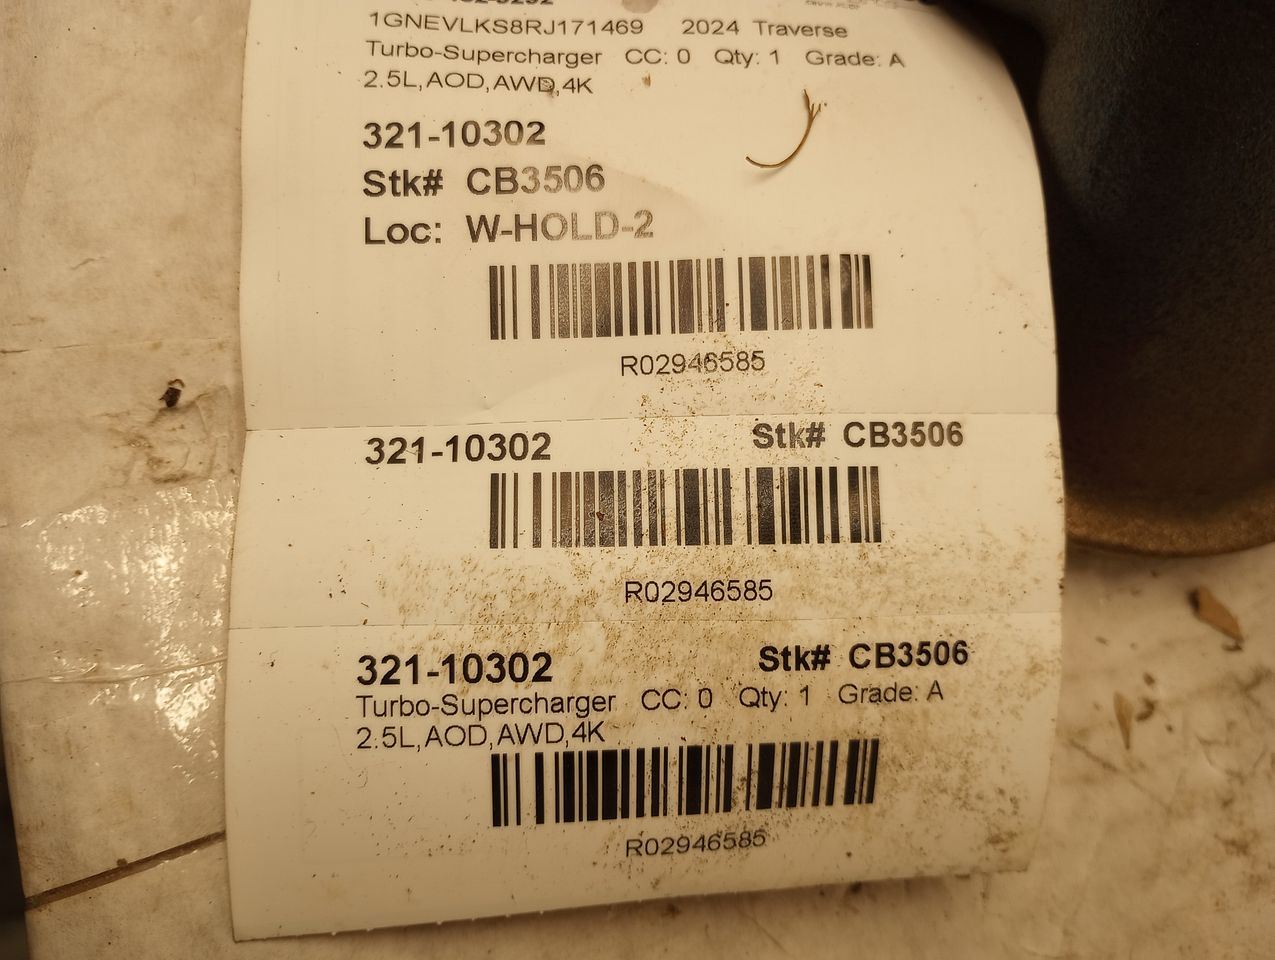 1GNEVLKS8RJ171469 2024 Traverse
Turbo-Supercharger CC: 0 Qty: 1 Grade: A
2.5L,AOD,AWD,4K
321-10302
Stk# CB3506
Loc: W-HOLD-2
R02946585
321-10302 Stk# CB3506
R02946585
321-10302 Stk# CB3506
Turbo-Supercharger CC: 0 Qty: 1 Grade: A
2.5L,AOD,AWD,4K
R02946585